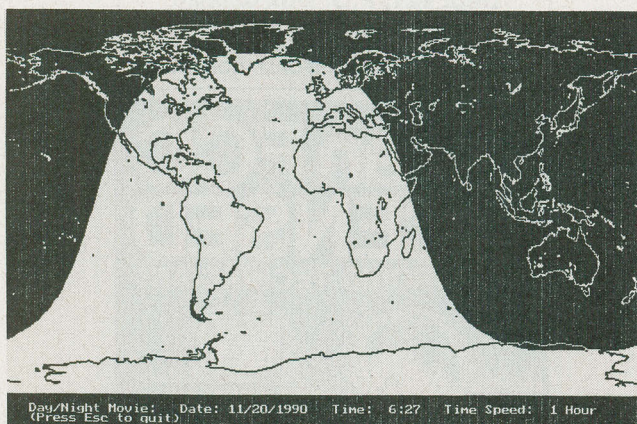 Day/Night Movie: Date: 11/20/1990 Time: 6:27 Time Speed: 1 Hour
(Press Esc to quit)